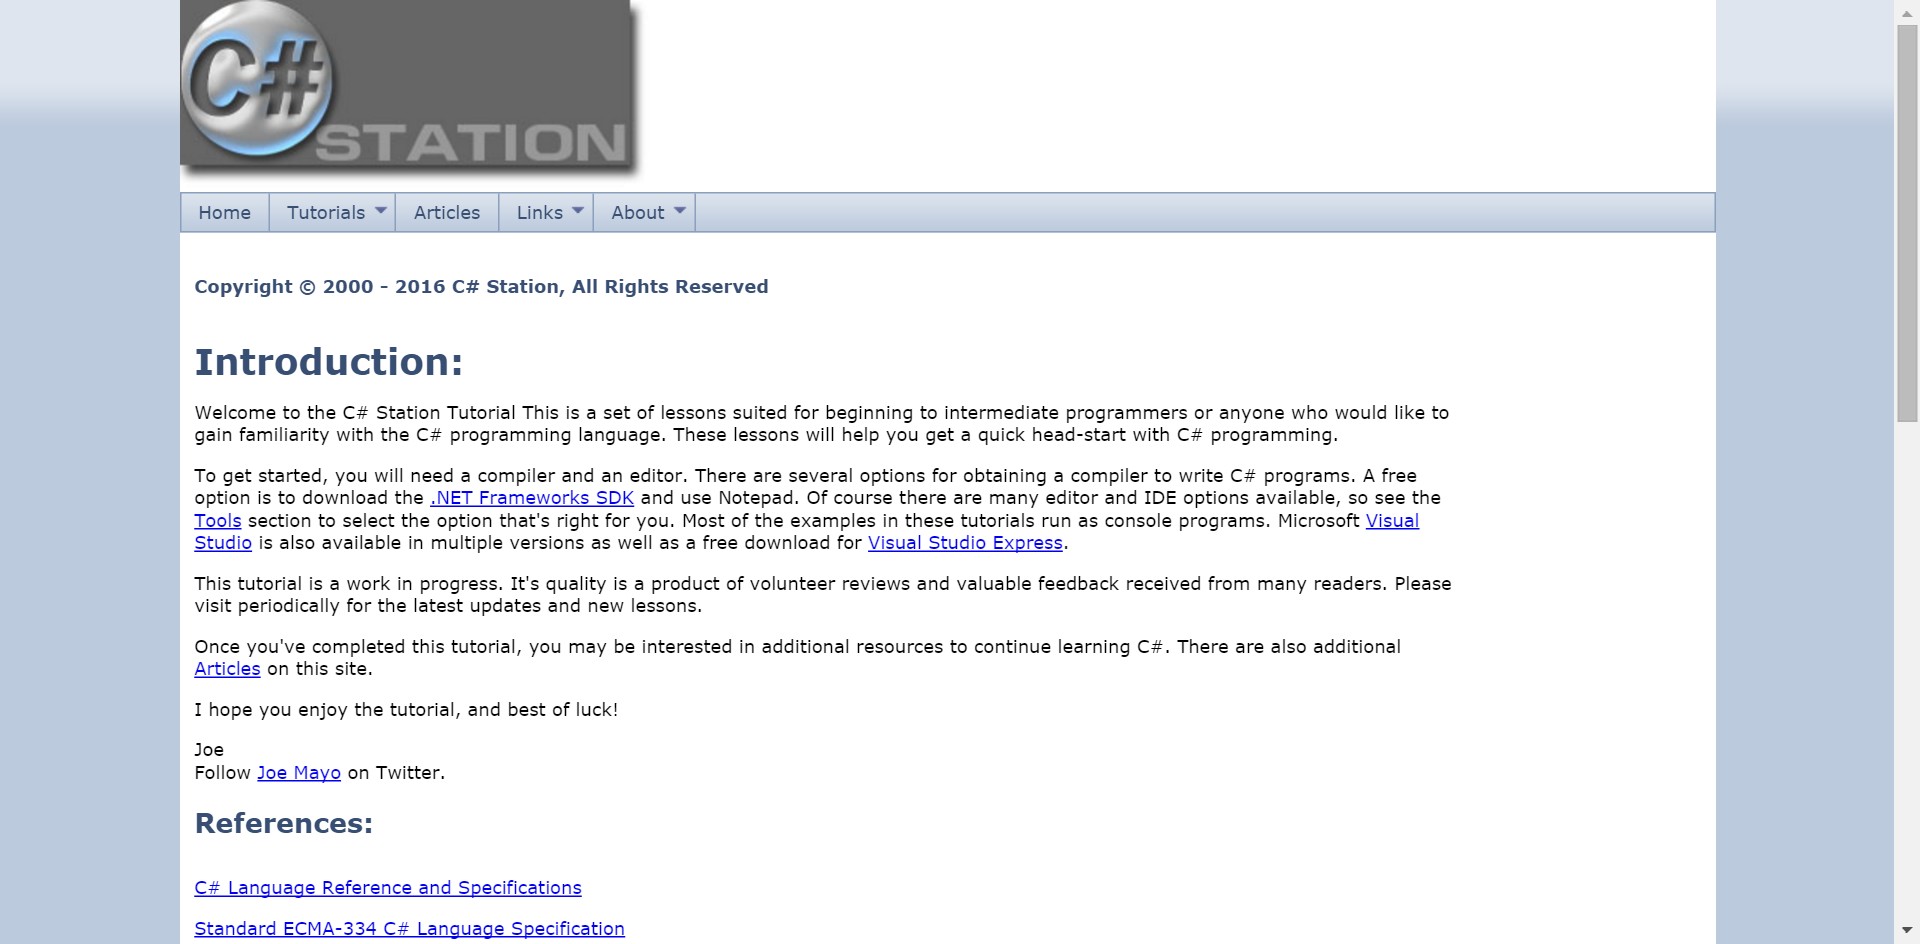 C# STATION
Home Tutorials Articles Links About
Copyright © 2000 - 2016 C# Station, All Rights Reserved
Introduction:
Welcome to the C# Station Tutorial This is a set of lessons suited for beginning to intermediate programmers or anyone who would like to
gain familiarity with the C# programming language. These lessons will help you get a quick head-start with C# programming.
To get started, you will need a compiler and an editor. There are several options for obtaining a compiler to write C# programs. A free
option is to download the .NET Frameworks SDK and use Notepad. Of course there are many editor and IDE options available, so see the
Tools section to select the option that's right for you. Most of the examples in these tutorials run as console programs. Microsoft Visual
Studio is also available in multiple versions as well as a free download for Visual Studio Express.
This tutorial is a work in progress. It's quality is a product of volunteer reviews and valuable feedback received from many readers. Please
visit periodically for the latest updates and new lessons.
Once you've completed this tutorial, you may be interested in additional resources to continue learning C#. There are also additional
Articles on this site.
I hope you enjoy the tutorial, and best of luck!
Joe
Follow Joe Mayo on Twitter.
References:
C# Language Reference and Specifications
Standard ECMA-334 C# Language Specification